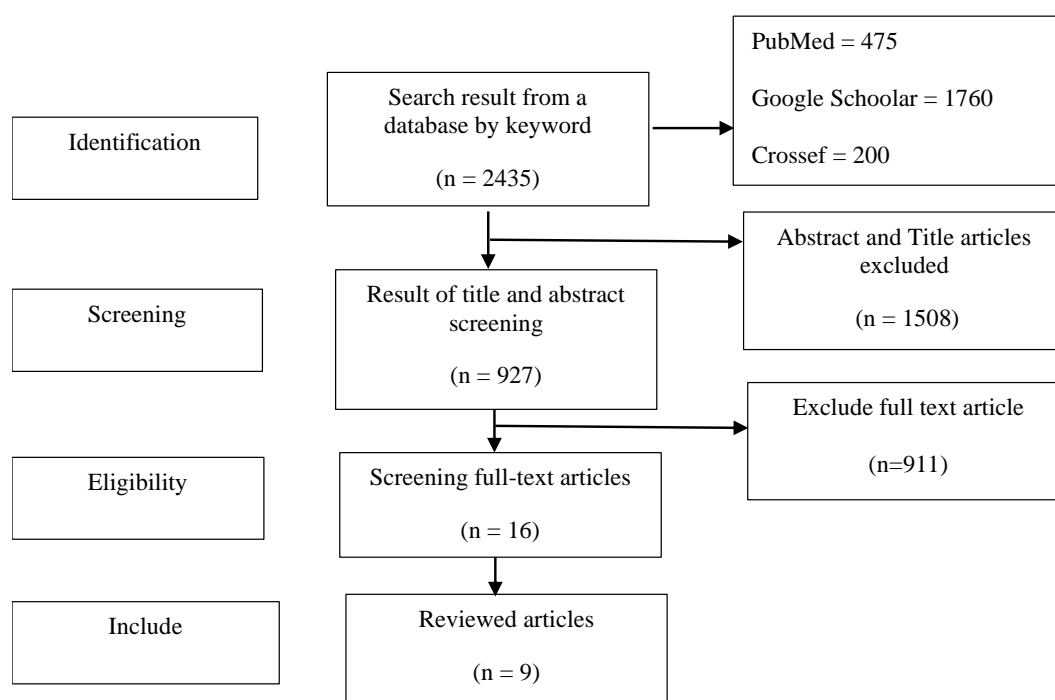 PubMed = 475
Google Schoolar = 1760
Crossef = 200
Search result from a
database by keyword
(n = 2435)
Identification
Abstract and Title articles
excluded
(n = 1508)
Result of title and abstract
screening
(n = 927)
Screening
Exclude full text article
(n=911)
Screening full-text articles
(n = 16)
Eligibility
Reviewed articles
(n = 9)
Include